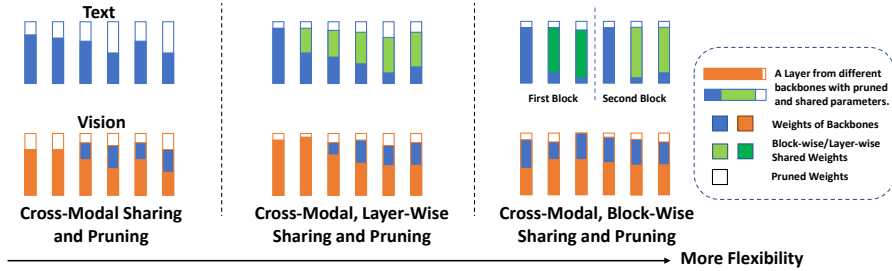 Text
First Block
Second Block
Vision
Cross-Modal Sharing
and Pruning
Cross-Modal, Layer-Wise
Sharing and Pruning
Cross-Modal, Block-Wise
Sharing and Pruning
More Flexibility
A Layer from different
backbones with pruned
and shared parameters.
Weights of Backbones
Block-wise/Layer-wise
Shared Weights
Pruned Weights